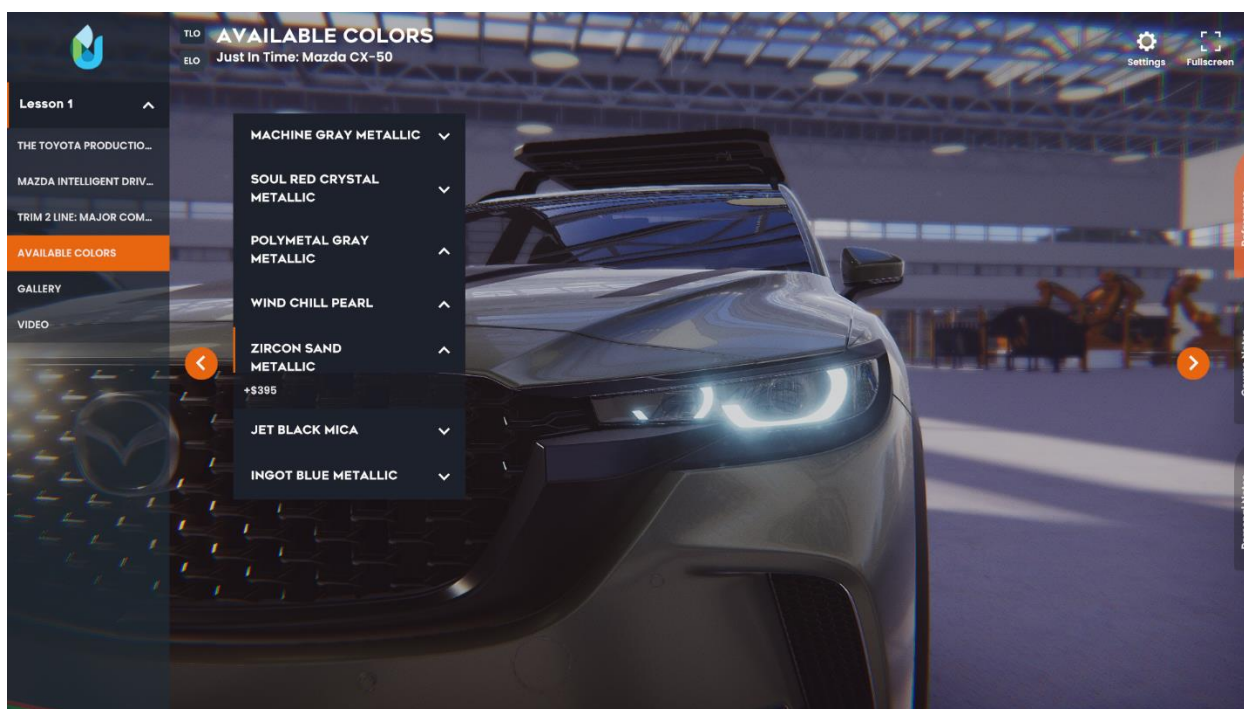 TLO
AVAILABLE COLORS
ELO
Just In Time: Mazda CX-50
Settings
Fullscreen
Lesson 1
THE TOYOTA PRODUCTIO...
MAZDA INTELLIGENT DRIV...
TRIM 2 LINE: MAJOR COM...
AVAILABLE COLORS
GALLERY
VIDEO
MACHINE GRAY METALLIC
SOUL RED CRYSTAL
METALLIC
POLYMETAL GRAY
METALLIC
WIND CHILL PEARL
ZIRCON SAND
METALLIC
+$395
JET BLACK MICA
INGOT BLUE METALLIC